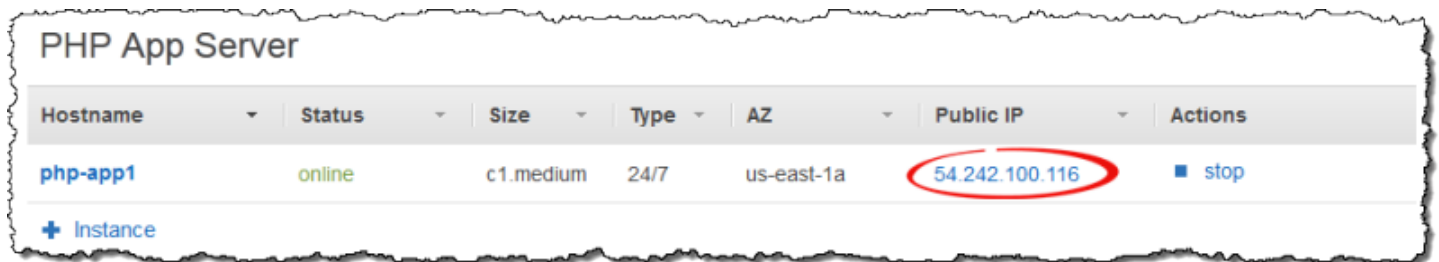 PHP App Server
Hostname Status Size Type AZ Public IP Actions
php-app1 online c1.medium 24/7 us-east-1a 54.242.100.116 stop
Instance